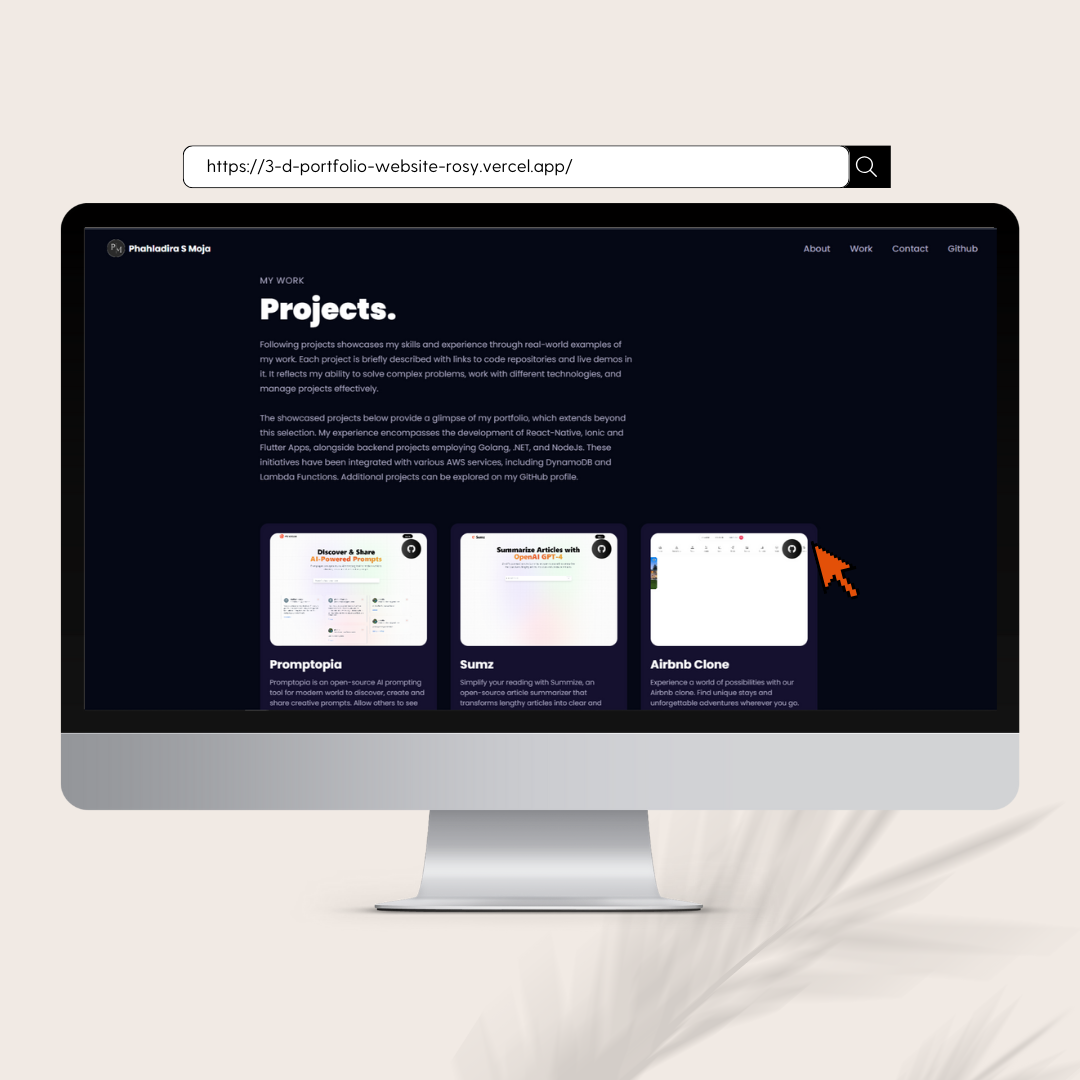 https://3-d-portfolio-website-rosy.vercel.app/
Phahladira S Moja
About Work Contact Github
MY WORK
Projects.
Following projects showcases my skills and experience through real-world examples of
my work. Each project is briefly described with links to code repositories and live demos in
it. It reflects my ability to solve complex problems, work with different technologies, and
manage projects effectively.
The showcased projects below provide a glimpse of my portfolio, which extends beyond
this selection. My experience encompasses the development of React-Native, Ionic and
Flutter Apps, alongside backend projects employing Golang, .NET, and NodeJs. These
initiatives have been integrated with various AWS services, including DynamoDB and
Lambda Functions. Additional projects can be explored on my GitHub profile.
Discover & Share
AI-Powered Prompts
Promptopia
Promptopia is an open-source AI prompting
tool for modern world to discover, create and
share creative prompts. Allow others to see
Sumz
Summarize Articles with
OpenAI GPT-4
Sumz
Simplify your reading with Summize, an
open-source article summarizer that
transforms lengthy articles into clear and
Airbnb Clone
Experience a world of possibilities with our
Airbnb clone. Find unique stays and
unforgettable adventures wherever you go.